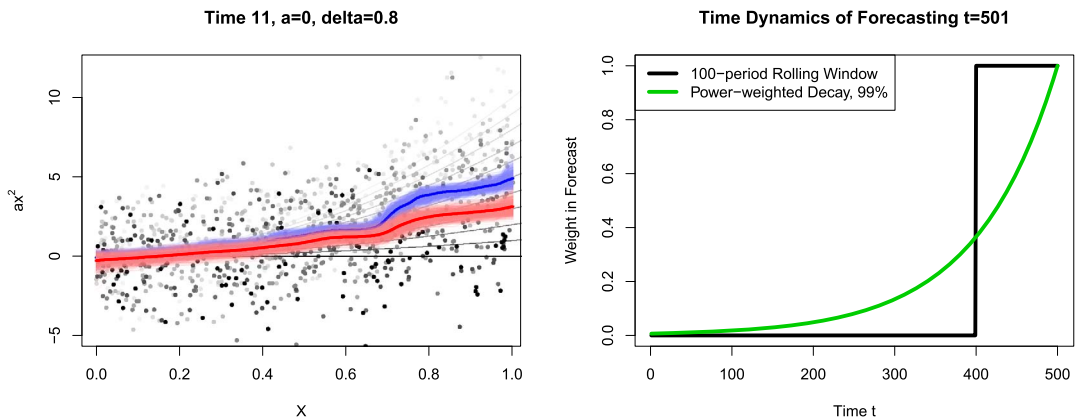 Time 11, a=0, delta=0.8
ax²
10
5
0
−5
0.0 0.2 0.4 0.6 0.8 1.0
X
Time Dynamics of Forecasting t=501
100−period Rolling Window
Power−weighted Decay, 99%
Weight in Forecast
1.0
0.8
0.6
0.4
0.2
0.0
0 100 200 300 400 500
Time t